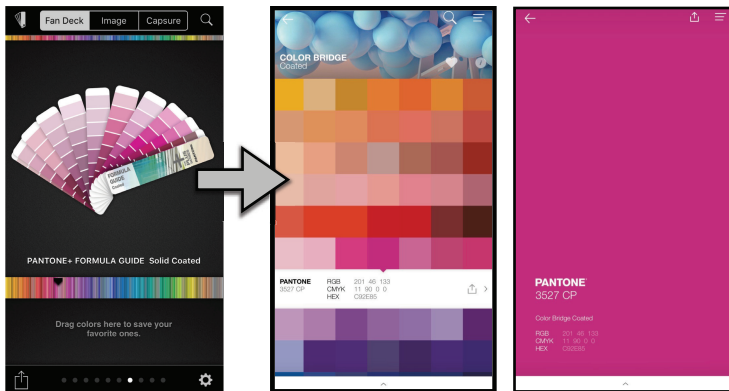 Fan Deck Image Capsure
FORMULA
GUIDE
Coated
PANTONE+ FORMULA GUIDE Solid Coated
Drag colors here to save your
favorite ones.
COLOR BRIDGE
Coated
PANTONE RGB 201 46 133
3527 CP CMYK 11 90 0 0
HEX C92E85
PANTONE®
3527 CP
Color Bridge Coated
RGB 201 46 133
CMYK 11 90 0 0
HEX C92E85